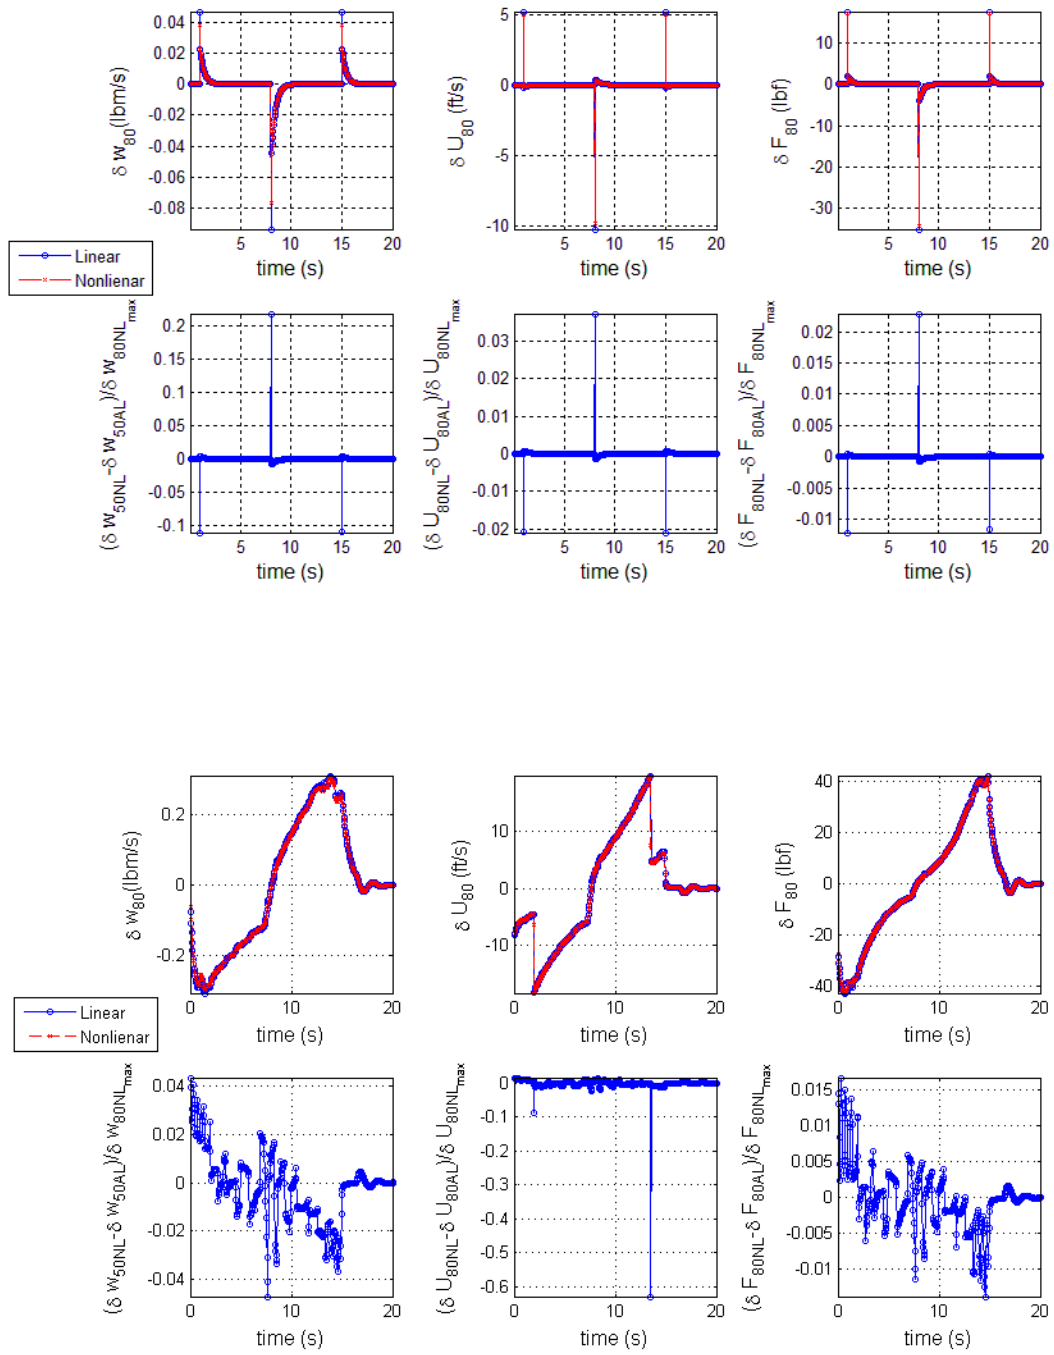 δ w80(lbm/s)
0.04
0.02
0
-0.02
-0.04
-0.06
-0.08
5 10 15 20
time (s)
δ U80 (ft/s)
5
0
-5
-10
0 5 10 15 20
time (s)
δ F80 (lbf)
10
0
-10
-20
-30
0 5 10 15 20
time (s)
Linear
Nonlienar
(δ w50NL-δ w50AL)/δ w80NLmax
0.2
0.15
0.1
0.05
0
-0.05
-0.1
5 10 15 20
time (s)
(δ U80NL-δ U80AL)/δ U80NLmax
0.03
0.02
0.01
0
-0.01
-0.02
0 5 10 15 20
time (s)
(δ F80NL-δ F80AL)/δ F80NLmax
0.02
0.015
0.01
0.005
0
-0.005
-0.01
0 5 10 15 20
time (s)
δ w80(lbm/s)
0.2
0
-0.2
10 20
time (s)
δ U80 (ft/s)
10
0
-10
0 10 20
time (s)
δ F80 (lbf)
40
20
0
-20
-40
0 10 20
time (s)
Linear
Nonlienar
(δ w50NL-δ w50AL)/δ w80NLmax
0.04
0.02
0
-0.02
-0.04
0 10 20
time (s)
(δ U80NL-δ U80AL)/δ U80NLmax
0
-0.1
-0.2
-0.3
-0.4
-0.5
-0.6
0 10 20
time (s)
(δ F80NL-δ F80AL)/δ F80NLmax
0.015
0.01
0.005
0
-0.005
-0.01
0 10 20
time (s)